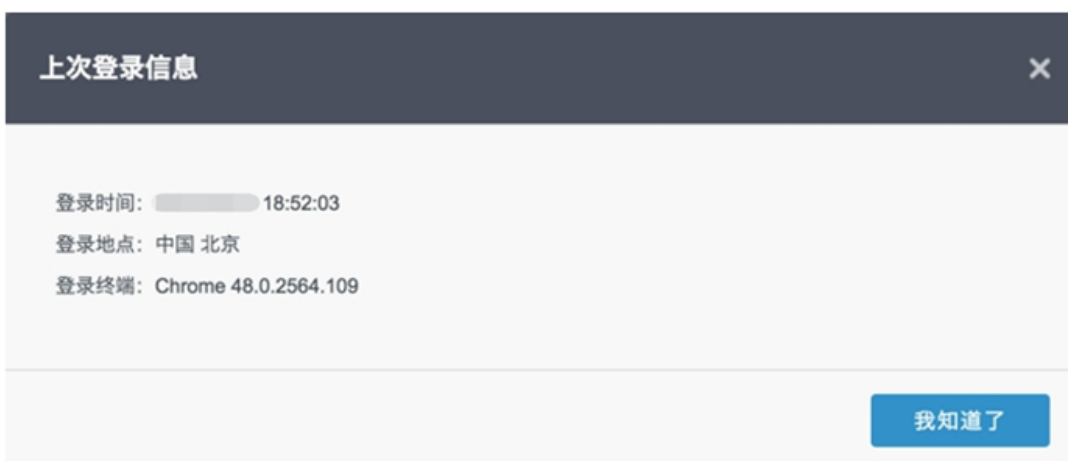 上次登录信息
登录时间： 18:52:03
登录地点：中国 北京
登录终端：Chrome 48.0.2564.109
我知道了